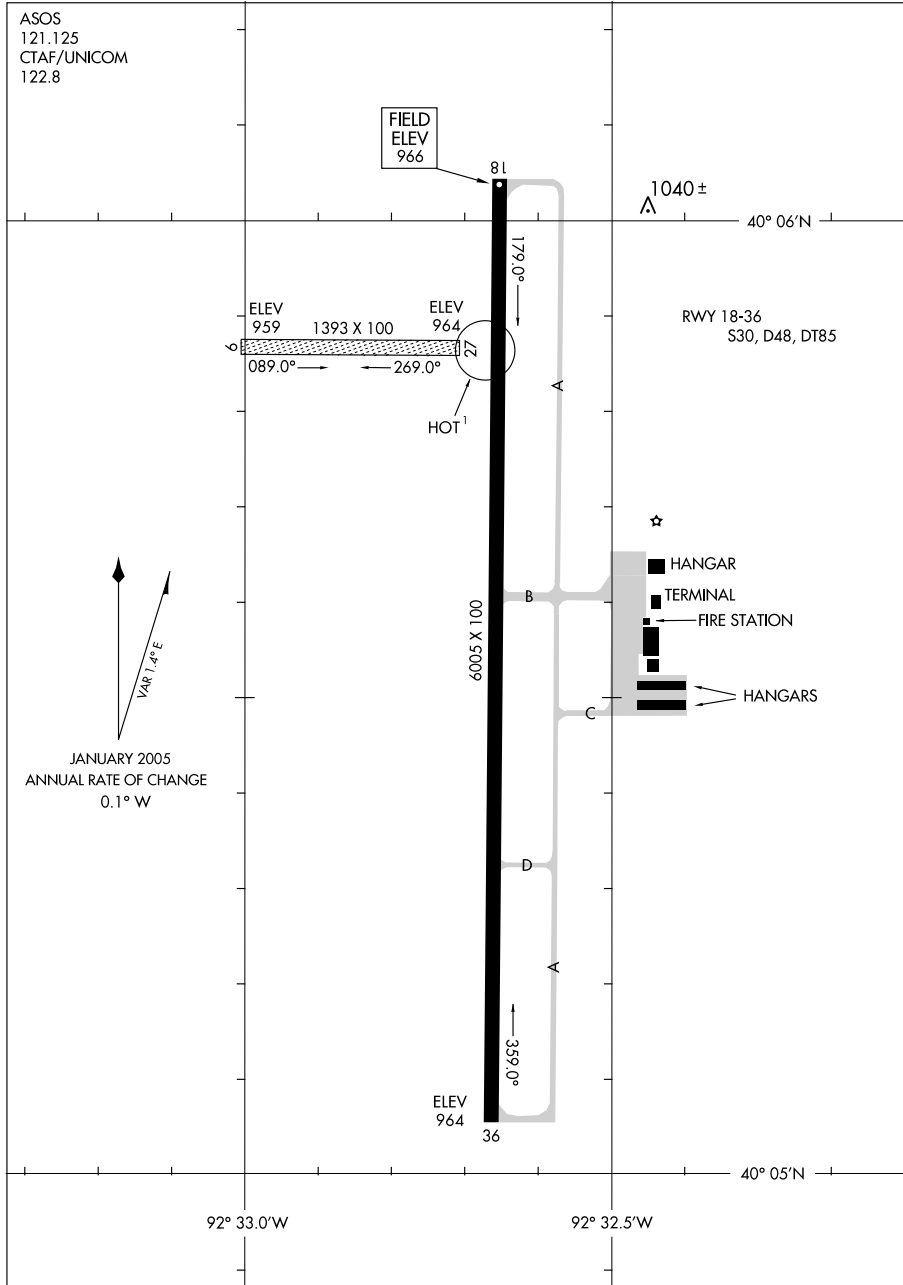 ASOS
121.125
CTAF/UNICOM
122.8
FIELD
ELEV
966
18
1040 ±
40° 06'N
179.0°
RWY 18-36
S30, D48, DT85
ELEV
959
1393 X 100
ELEV
964
9
27
089.0°
269.0°
A
HOT 1
HANGAR
B
TERMINAL
FIRE STATION
6005 X 100
VAR 1.4° E
HANGARS
C
JANUARY 2005
ANNUAL RATE OF CHANGE
0.1° W
D
A
359.0°
ELEV
964
36
40° 05'N
92° 33.0'W
92° 32.5'W